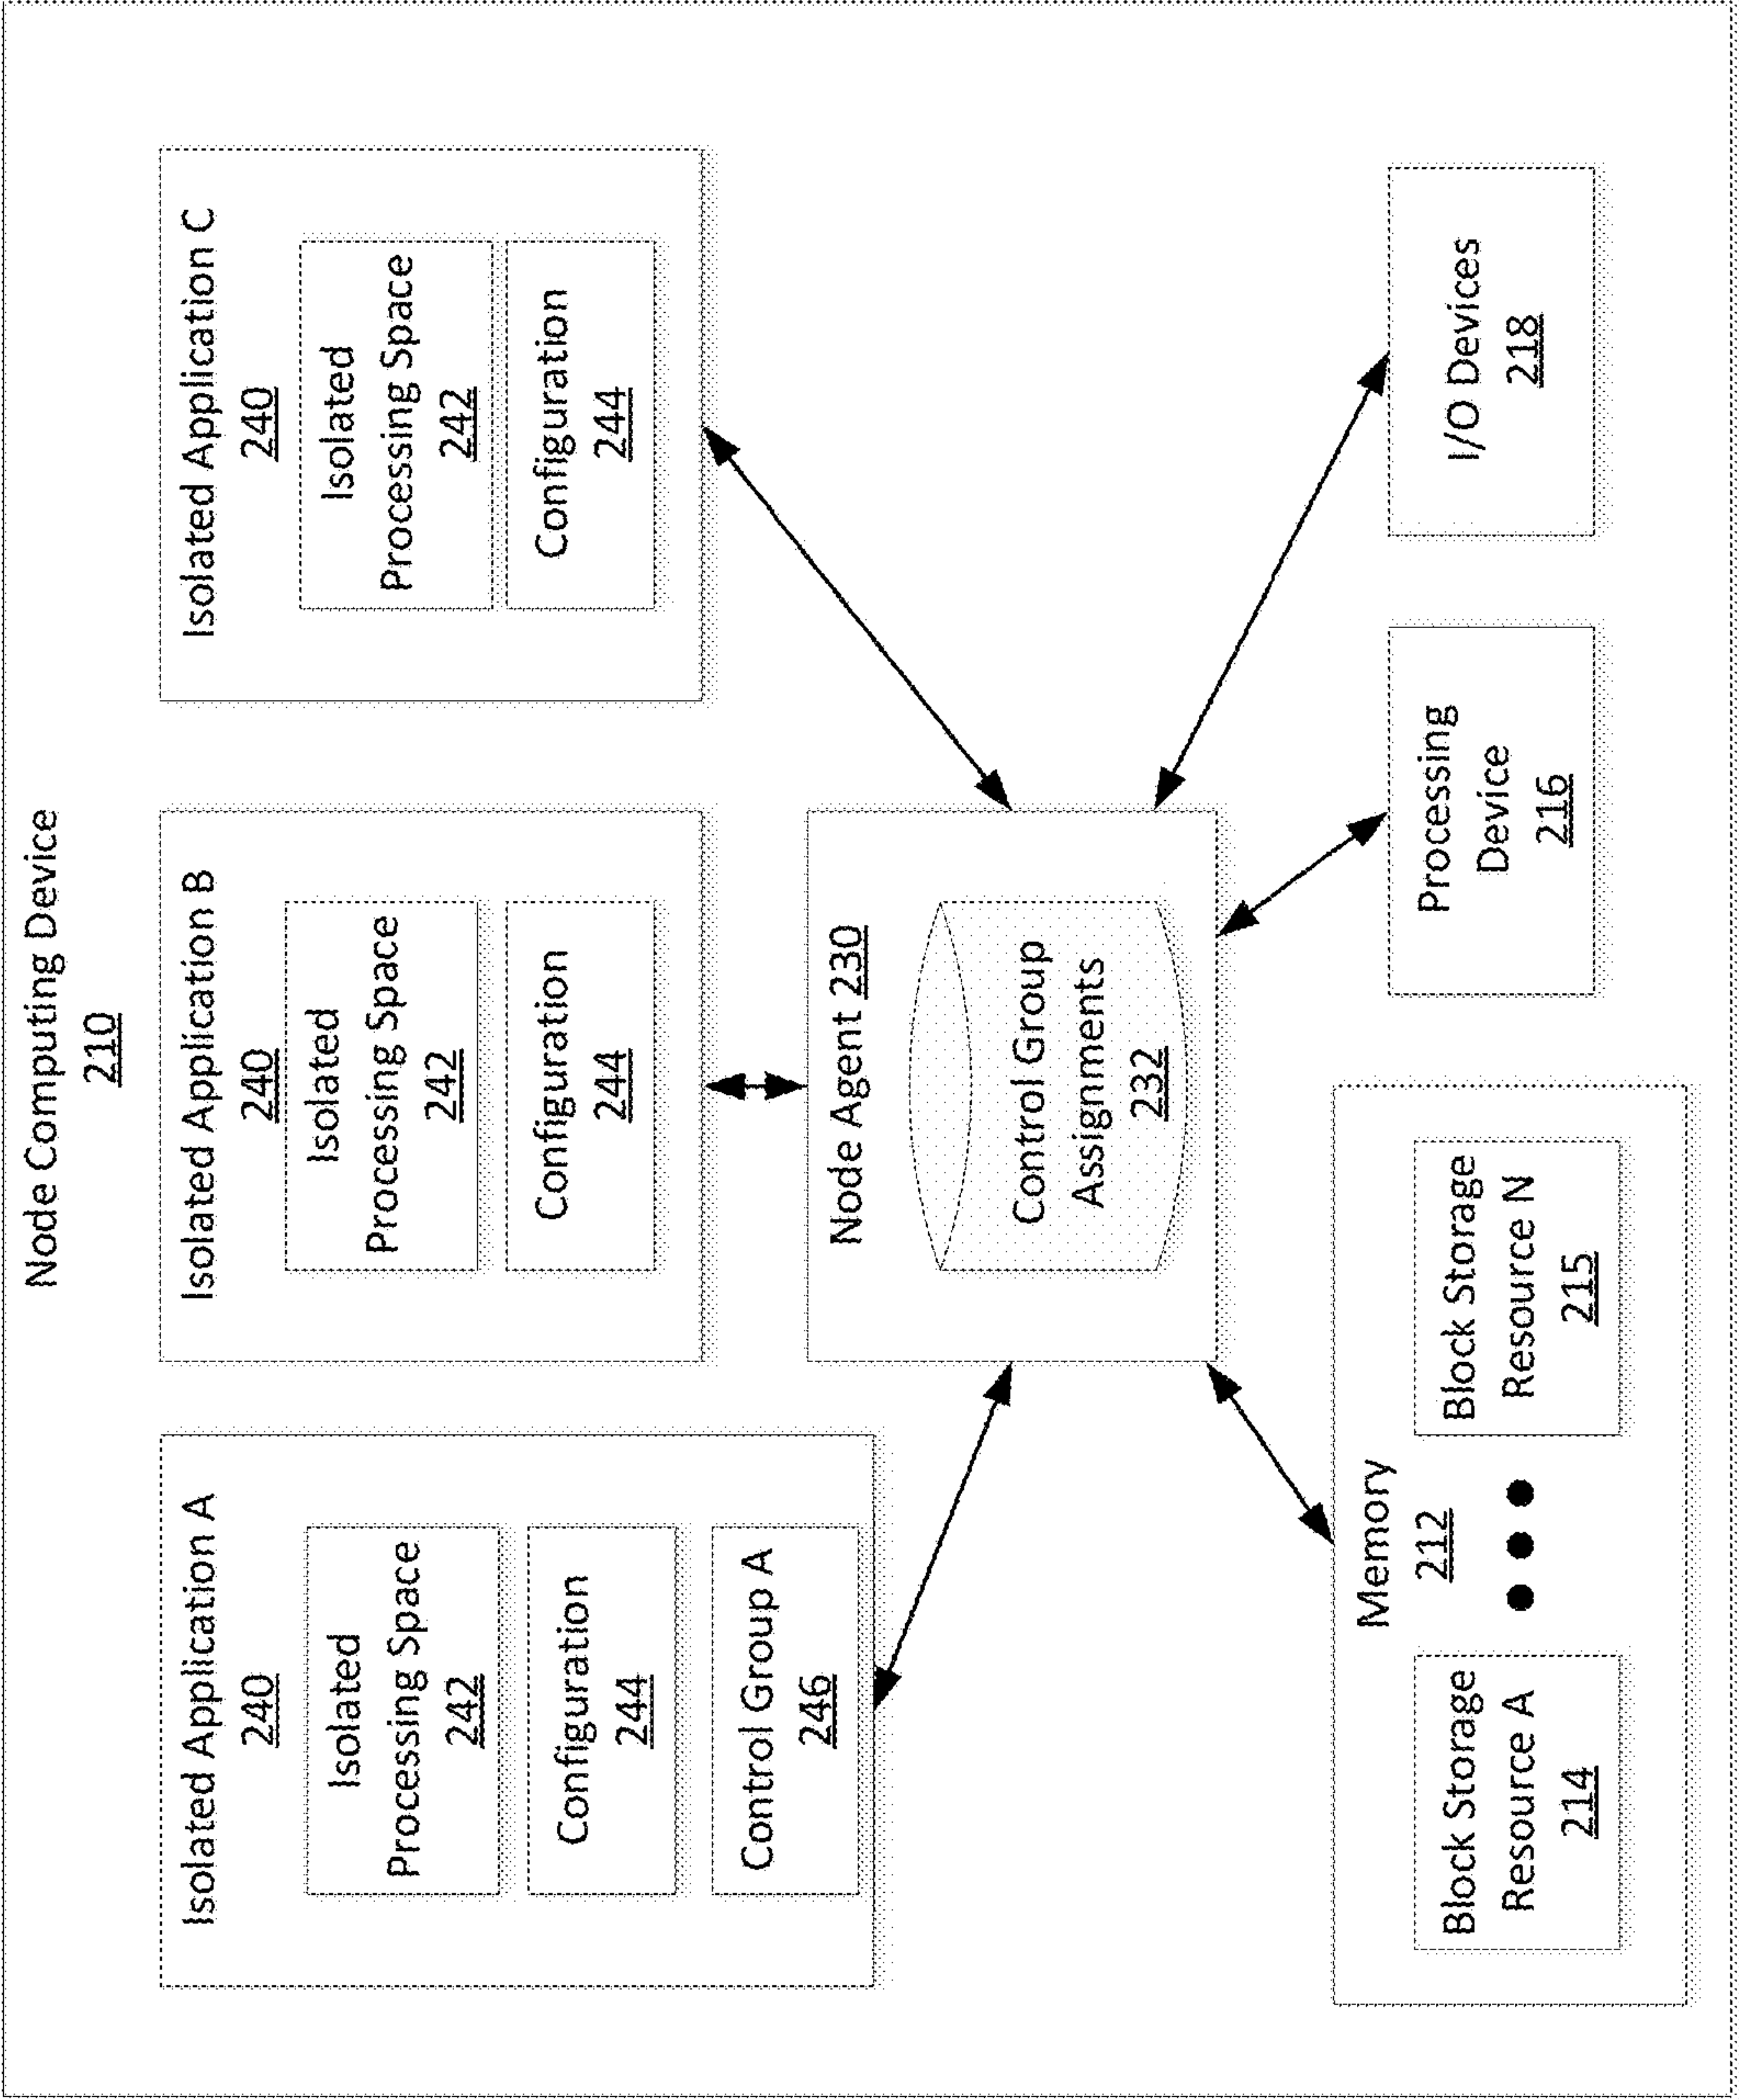 Node Computing Device
210
Isolated Application A
240
Isolated
Processing Space
242
Configuration
244
Control Group A
246
Isolated Application B
240
Isolated
Processing Space
242
Configuration
244
Isolated Application C
240
Isolated
Processing Space
242
Configuration
244
Node Agent 230
Control Group
Assignments
232
Memory
212
Block Storage
Resource A
214
Block Storage
Resource N
215
Processing
Device
216
I/O Devices
218